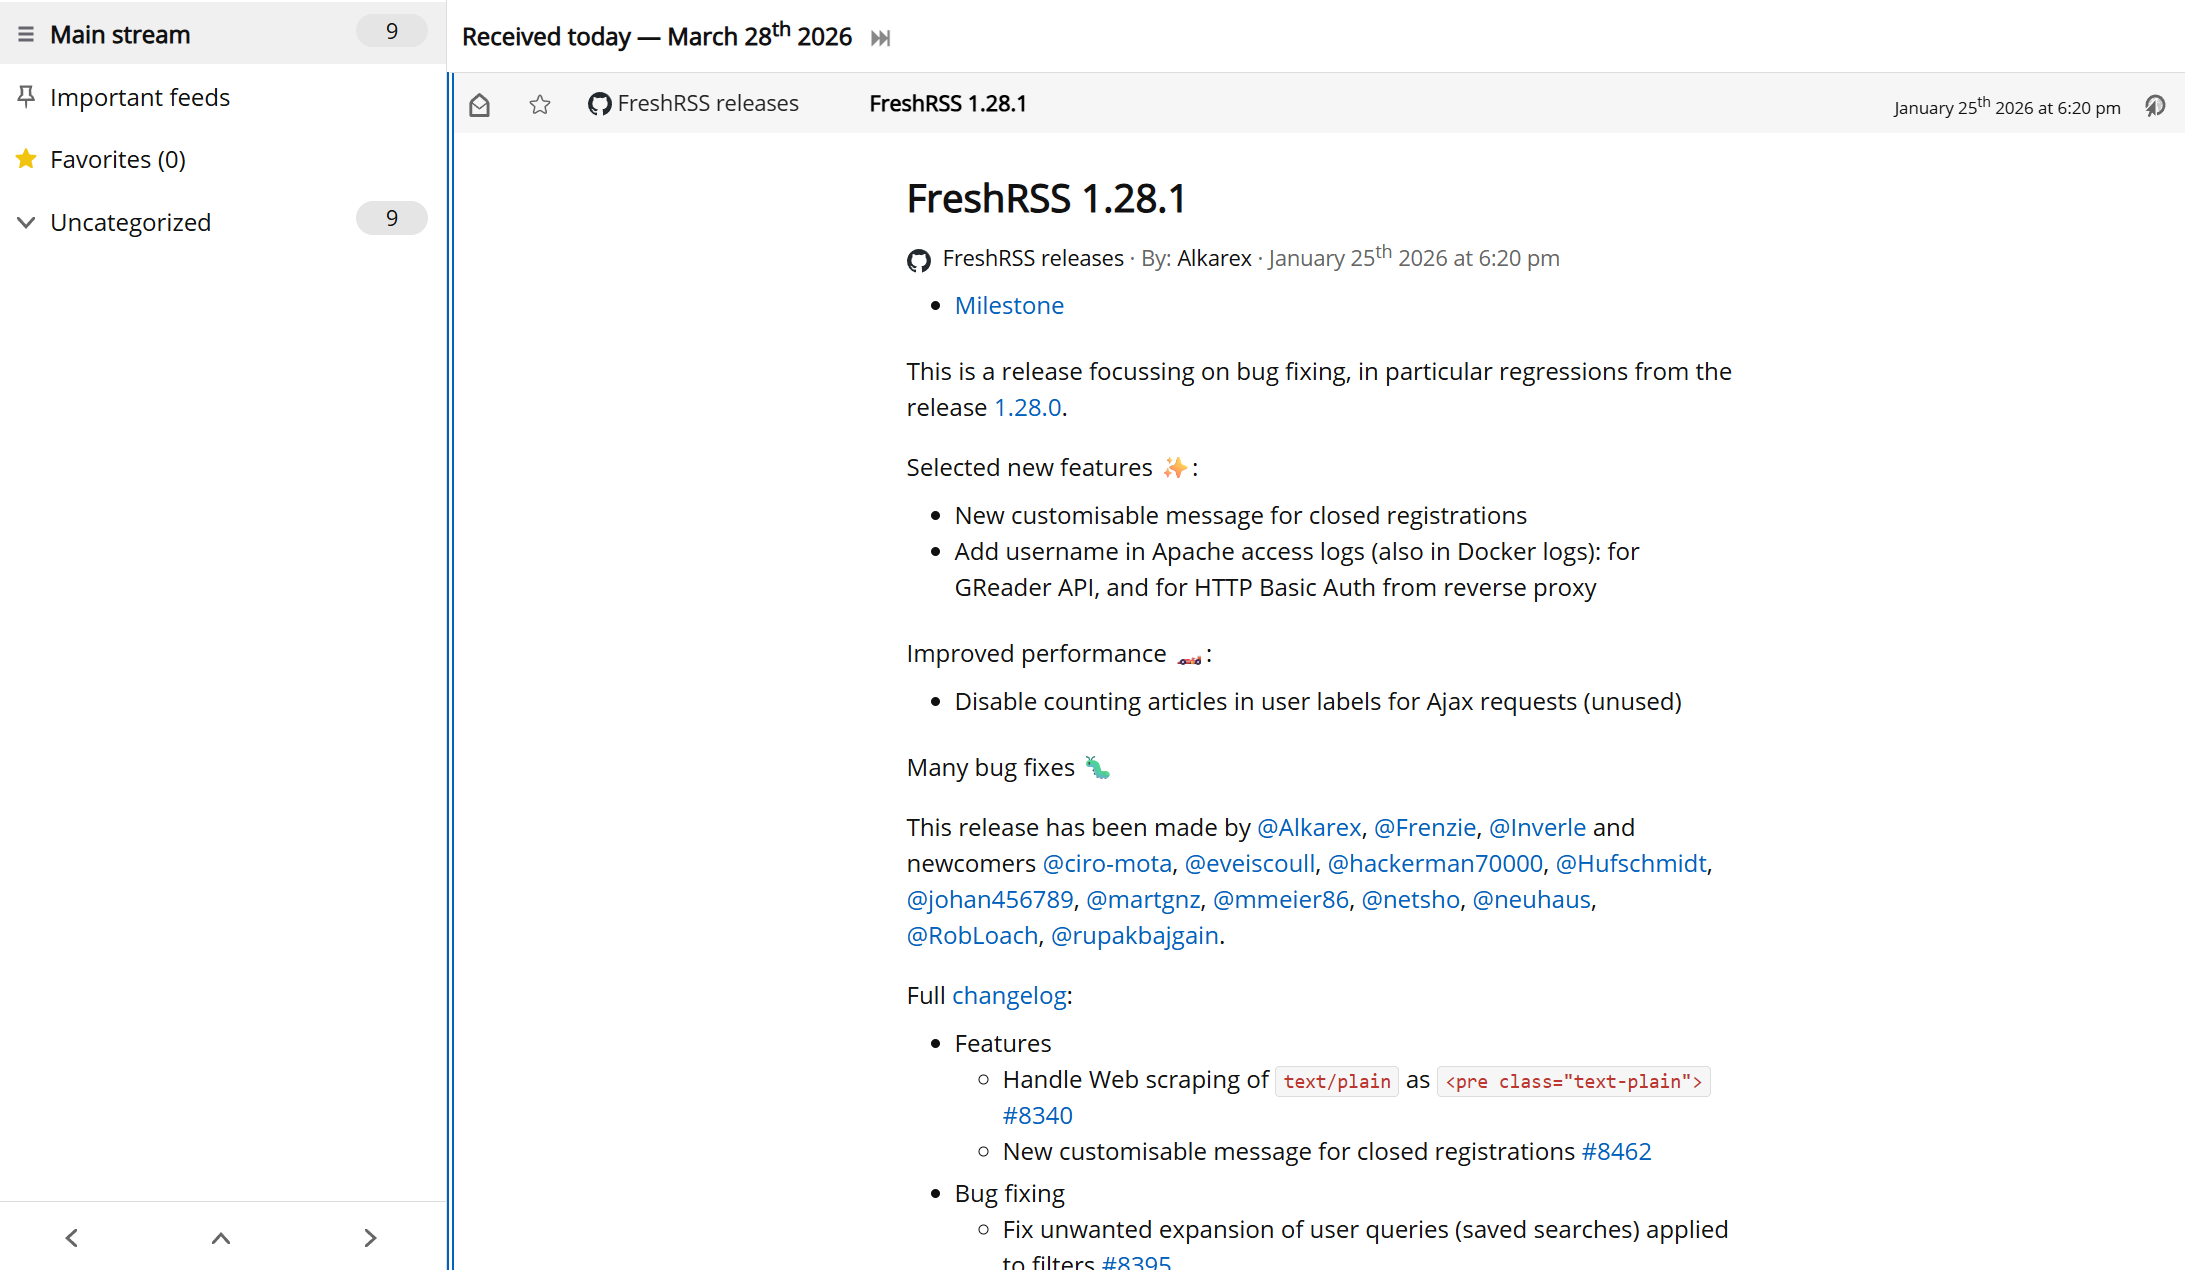 Main stream 9
Important feeds
Favorites (0)
Uncategorized 9
Received today — March 28th 2026
FreshRSS releases FreshRSS 1.28.1 January 25th 2026 at 6:20 pm
FreshRSS 1.28.1
FreshRSS releases · By: Alkarex · January 25th 2026 at 6:20 pm
Milestone
This is a release focussing on bug fixing, in particular regressions from the
release 1.28.0.
Selected new features ✨:
New customisable message for closed registrations
Add username in Apache access logs (also in Docker logs): for
GReader API, and for HTTP Basic Auth from reverse proxy
Improved performance 🏎️:
Disable counting articles in user labels for Ajax requests (unused)
Many bug fixes 🐛
This release has been made by @Alkarex, @Frenzie, @Inverle and
newcomers @ciro-mota, @eveiscoull, @hackerman70000, @Hufschmidt,
@johan456789, @martgnz, @mmeier86, @netsho, @neuhaus,
@RobLoach, @rupakbajgain.
Full changelog:
Features
Handle Web scraping of text/plain as <pre class="text-plain">
#8340
New customisable message for closed registrations #8462
Bug fixing
Fix unwanted expansion of user queries (saved searches) applied
to filters #8395